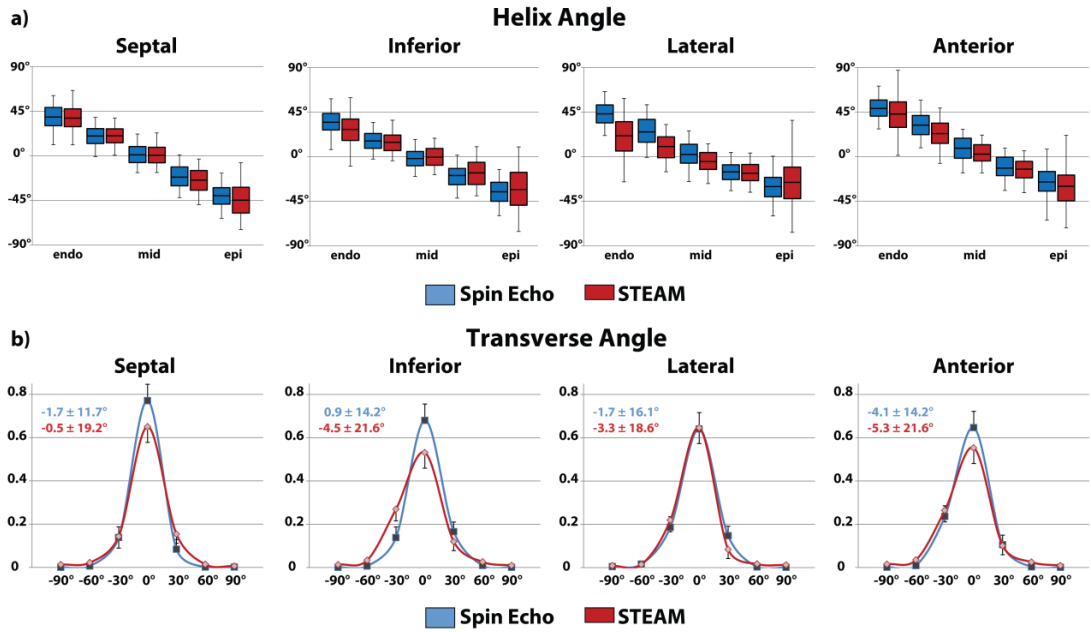 a)
Helix Angle
Septal
Inferior
Lateral
Anterior
90°
45°
0°
-45°
-90°
endo
mid
epi
90°
45°
0°
-45°
-90°
endo
mid
epi
90°
45°
0°
-45°
-90°
endo
mid
epi
90°
45°
0°
-45°
-90°
endo
mid
epi
Spin Echo
STEAM
b)
Transverse Angle
Septal
Inferior
Lateral
Anterior
0.8
0.6
0.4
0.2
0
-1.7 ± 11.7°
-0.5 ± 19.2°
-90° -60° -30° 0° 30° 60° 90°
0.8
0.6
0.4
0.2
0
0.9 ± 14.2°
-4.5 ± 21.6°
-90° -60° -30° 0° 30° 60° 90°
0.8
0.6
0.4
0.2
0
-1.7 ± 16.1°
-3.3 ± 18.6°
-90° -60° -30° 0° 30° 60° 90°
0.8
0.6
0.4
0.2
0
-4.1 ± 14.2°
-5.3 ± 21.6°
-90° -60° -30° 0° 30° 60° 90°
Spin Echo
STEAM